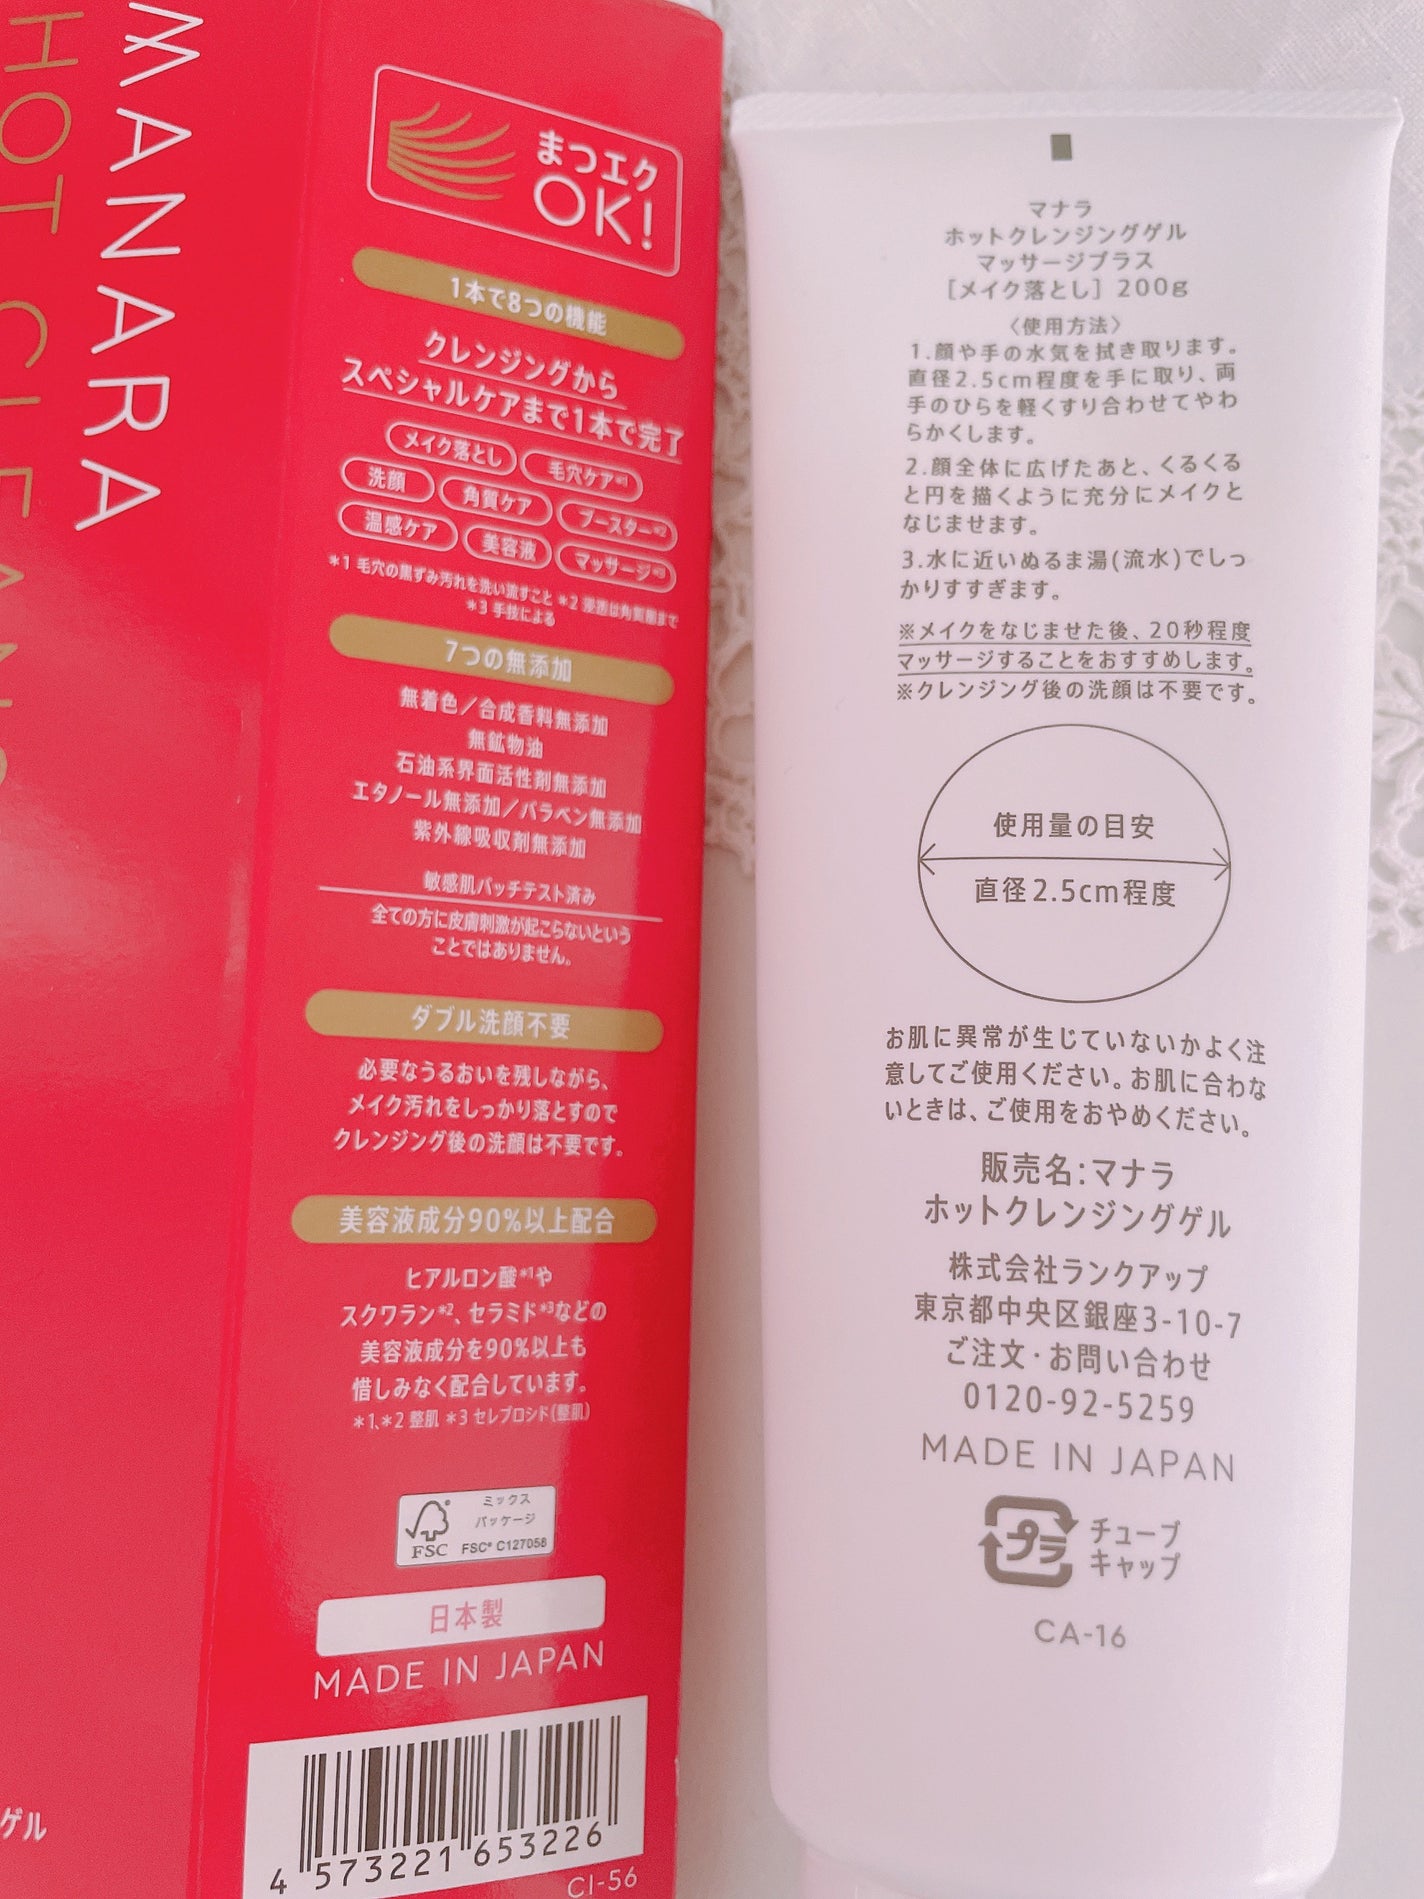 MANARA
HOT CLEANS
ゲル
まつエク
OK!
1本で8つの機能
クレンジングから
スペシャルケアまで1本で完了
メイク落とし
毛穴ケア*1
洗顔
角質ケア
ブースター*2
温感ケア
美容液
マッサージ*3
*1 毛穴の黒ずみ汚れを洗い流すこと *2 浸透は角質層まで
*3 手技による
7つの無添加
無着色/合成香料無添加
無鉱物油
石油系界面活性剤無添加
エタノール無添加/パラベン無添加
紫外線吸収剤無添加
敏感肌パッチテスト済み
全ての方に皮膚刺激が起こらないという
ことではありません。
ダブル洗顔不要
必要なうるおいを残しながら、
メイク汚れをしっかり落とすので
クレンジング後の洗顔は不要です。
美容液成分90%以上配合
ヒアルロン酸*1や
スクワラン*2、セラミド*3などの
美容液成分を90%以上も
惜しみなく配合しています。
*1、*2 整肌 *3 セレブロシド(整肌)
FSC
ミックス
パッケージ
FSC® C127058
日本製
MADE IN JAPAN
4 573221 653226
CI-56
マナラ
ホットクレンジングゲル
マッサージプラス
[メイク落とし] 200g
〈使用方法〉
1.顔や手の水気を拭き取ります。
直径2.5cm程度を手に取り、両
手のひらを軽くすり合わせてやわ
らかくします。
2.顔全体に広げたあと、くるくる
と円を描くように充分にメイクと
なじませます。
3.水に近いぬるま湯(流水)でしっ
かりすすぎます。
※メイクをなじませた後、20秒程度
マッサージすることをおすすめします。
※クレンジング後の洗顔は不要です。
使用量の目安
直径2.5cm程度
お肌に異常が生じていないかよく注
意してご使用ください。お肌に合わな
いときは、ご使用をおやめください。
販売名:マナラ
ホットクレンジングゲル
株式会社ランクアップ
東京都中央区銀座3-10-7
ご注文・お問い合わせ
0120-92-5259
MADE IN JAPAN
プラ
チューブ
キャップ
CA-16